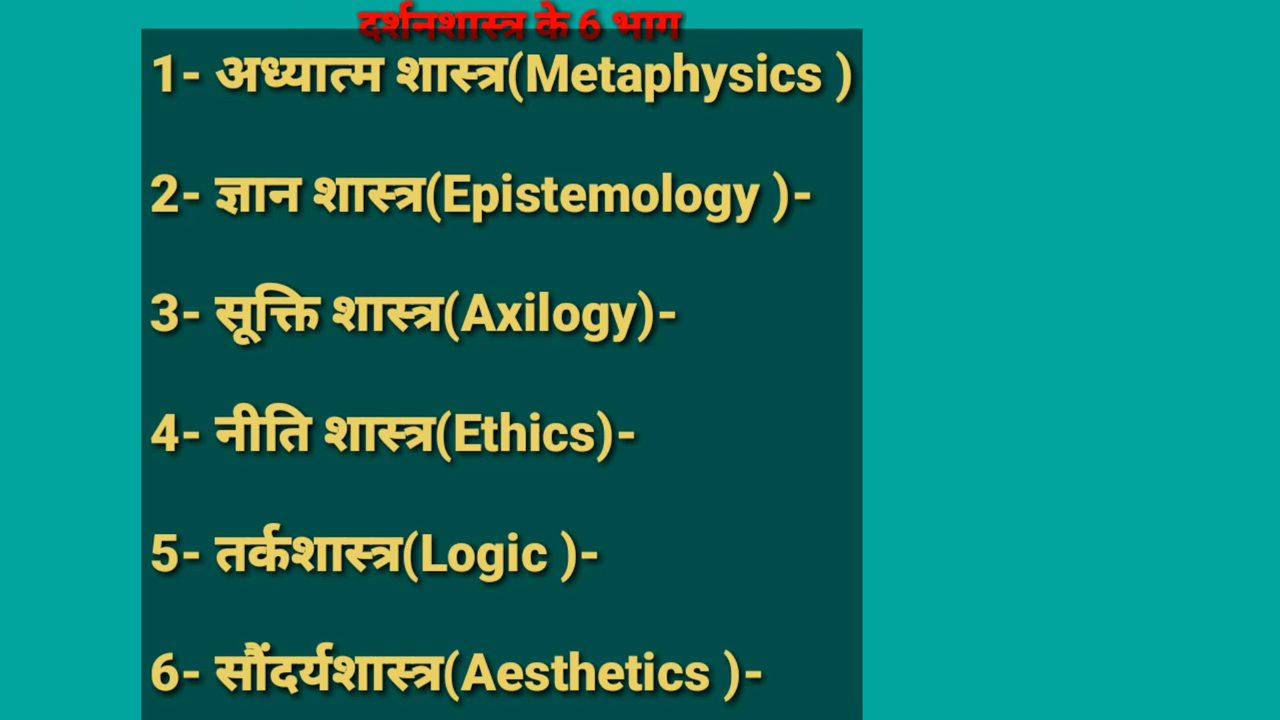 दर्शनशास्त्र के 6 भाग
1- अध्यात्म शास्त्र(Metaphysics )
2- ज्ञान शास्त्र(Epistemology )-
3- सूक्ति शास्त्र(Axilogy)-
4- नीति शास्त्र(Ethics)-
5- तर्कशास्त्र(Logic )-
6- सौंदर्यशास्त्र(Aesthetics )-